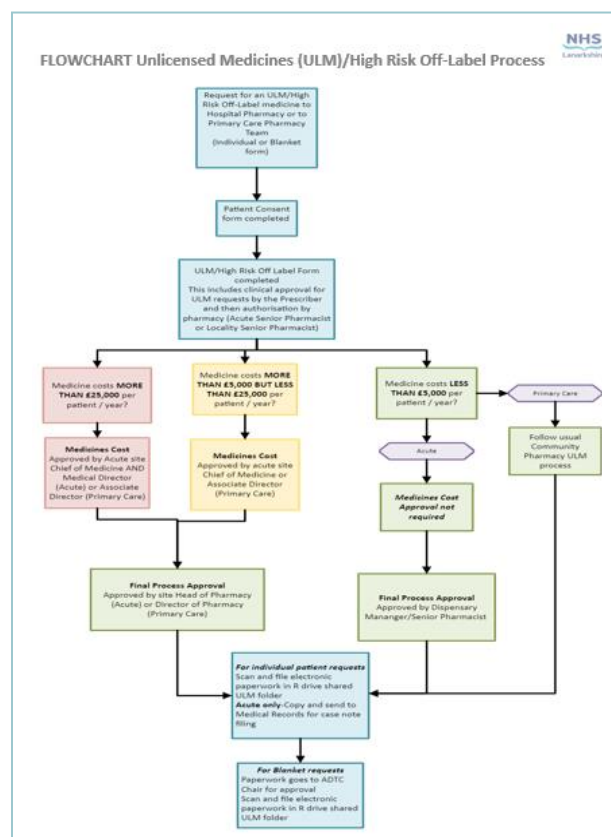 NHS
Lanarkshire
FLOWCHART Unlicensed Medicines (ULM)/High Risk Off-Label Process
Request for an ULM/High
Risk Off-Label medicine to
Hospital Pharmacy or to
Primary Care Pharmacy
Team
(Individual or Blanket
form)
Patient Consent
form completed
ULM/High Risk Off Label Form
completed
This includes clinical approval for
ULM requests by the Prescriber
and then authorisation by
pharmacy (Acute Senior Pharmacist
or Locality Senior Pharmacist)
Medicine costs MORE
THAN £25,000 per
patient / year?
Medicine costs MORE
THAN £5,000 BUT LESS
THAN £25,000 per
patient / year?
Medicine costs LESS
THAN £5,000 per
patient / year?
Primary Care
Medicines Cost
Approved by Acute site
Chief of Medicine AND
Medical Director
(Acute) or Associate
Director (Primary Care)
Medicines Cost
Approved by acute site
Chief of Medicine or
Associate Director
(Primary Care)
Acute
Follow usual
Community
Pharmacy ULM
process
Medicines Cost
Approval not
required
Final Process Approval
Approved by site Head of Pharmacy
(Acute) or Director of Pharmacy
(Primary Care)
Final Process Approval
Approved by Dispensary
Mananger/Senior Pharmacist
For individual patient requests
Scan and file electronic
paperwork in R drive shared
ULM folder
Acute only-Copy and send to
Medical Records for case note
filing
For Blanket requests
Paperwork goes to ADTC
Chair for approval
Scan and file electronic
paperwork in R drive shared
ULM folder